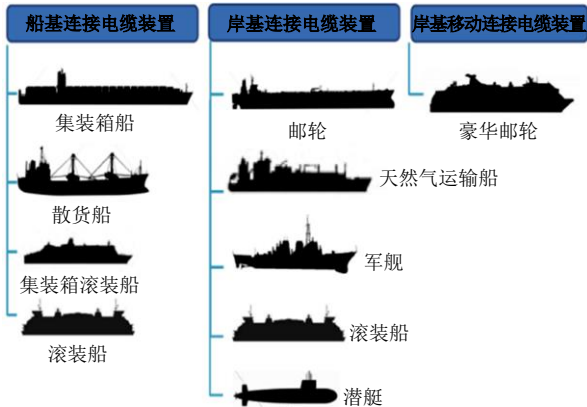 船基连接电缆装置
集装箱船
散货船
集装箱滚装船
滚装船
岸基连接电缆装置
邮轮
天然气运输船
军舰
滚装船
潜艇
岸基移动连接电缆装置
豪华邮轮